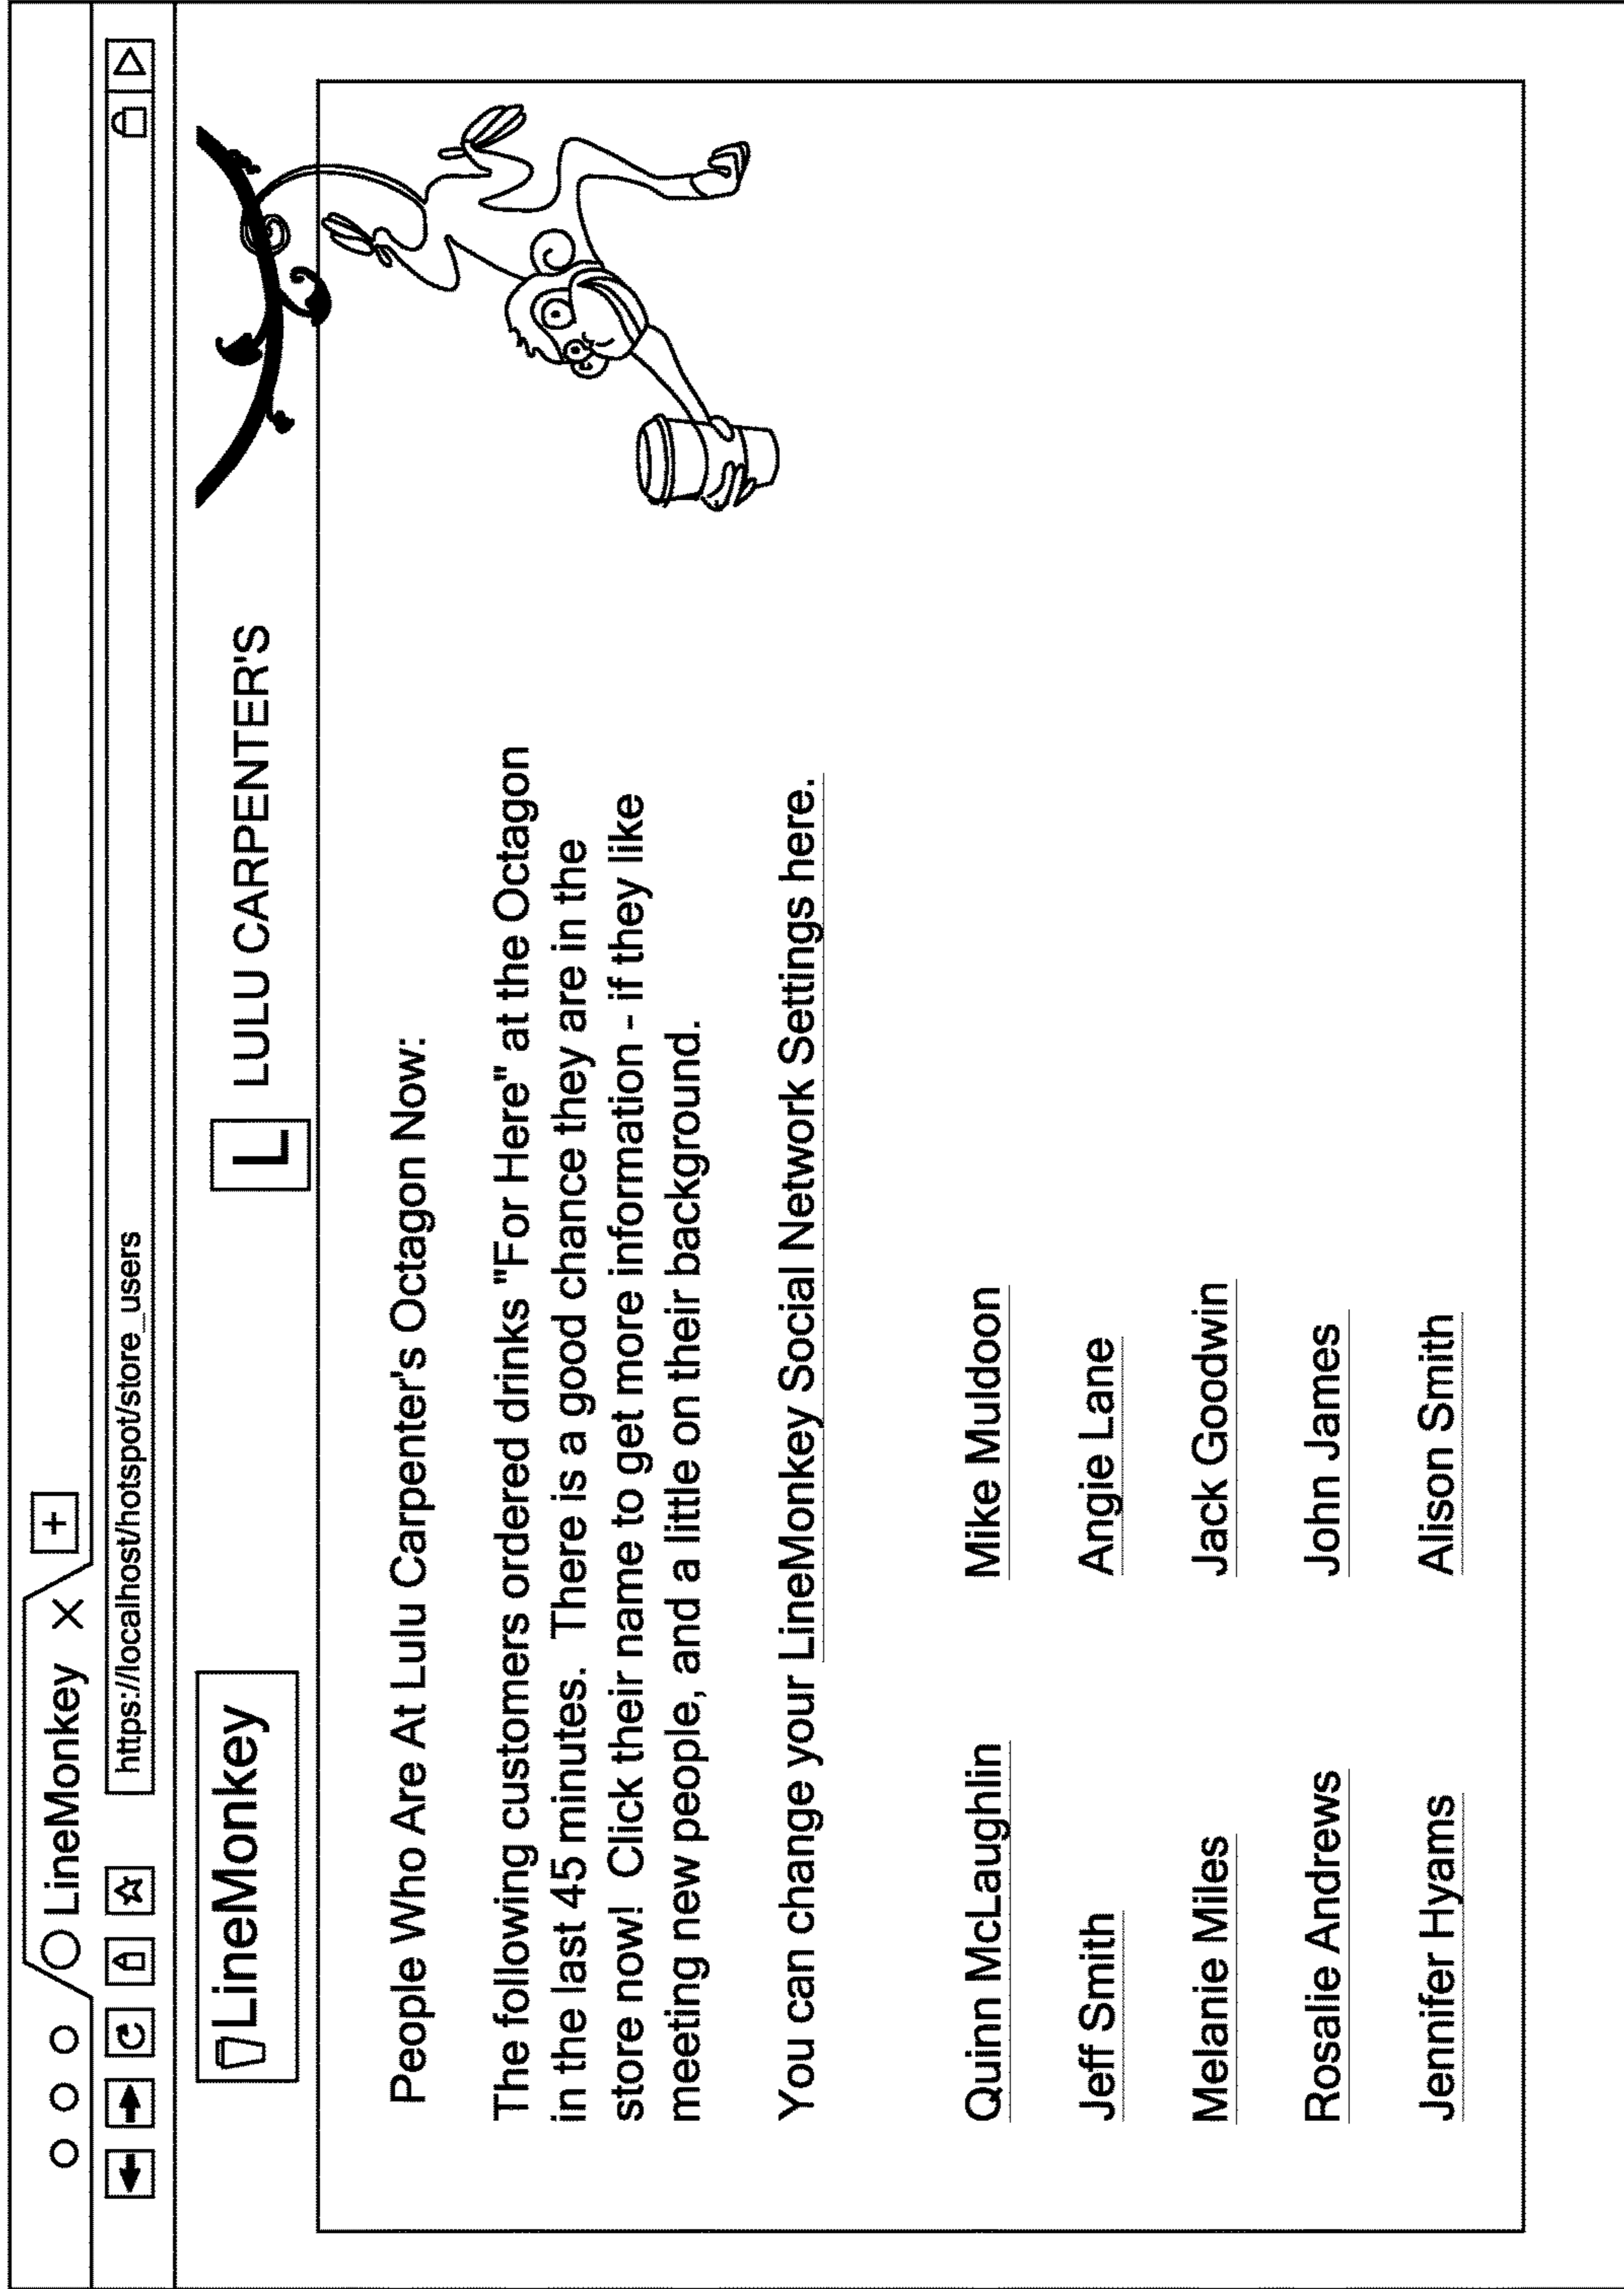 LineMonkey X +
https://localhost/hotspot/store_users
LineMonkey L LULU CARPENTER'S
People Who Are At Lulu Carpenter's Octagon Now:
The following customers ordered drinks "For Here" at the Octagon
in the last 45 minutes. There is a good chance they are in the
store now! Click their name to get more information - if they like
meeting new people, and a little on their background.
You can change your LineMonkey Social Network Settings here.
Quinn McLaughlin Mike Muldoon
Jeff Smith Angie Lane
Melanie Miles Jack Goodwin
Rosalie Andrews John James
Jennifer Hyams Alison Smith